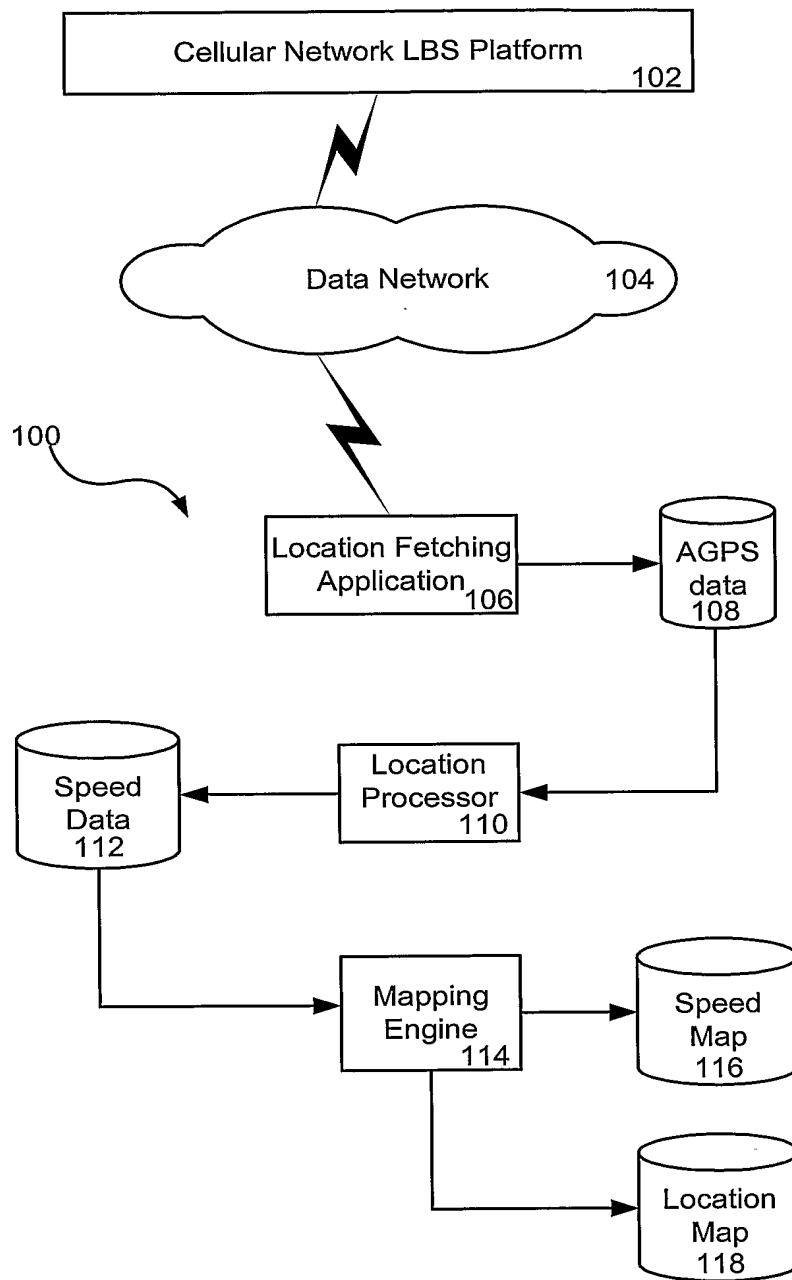 Cellular Network LBS Platform
102
Data Network 104
100
Location Fetching
Application
106
AGPS
data
108
Speed
Data
112
Location
Processor
110
Mapping
Engine
114
Speed
Map
116
Location
Map
118